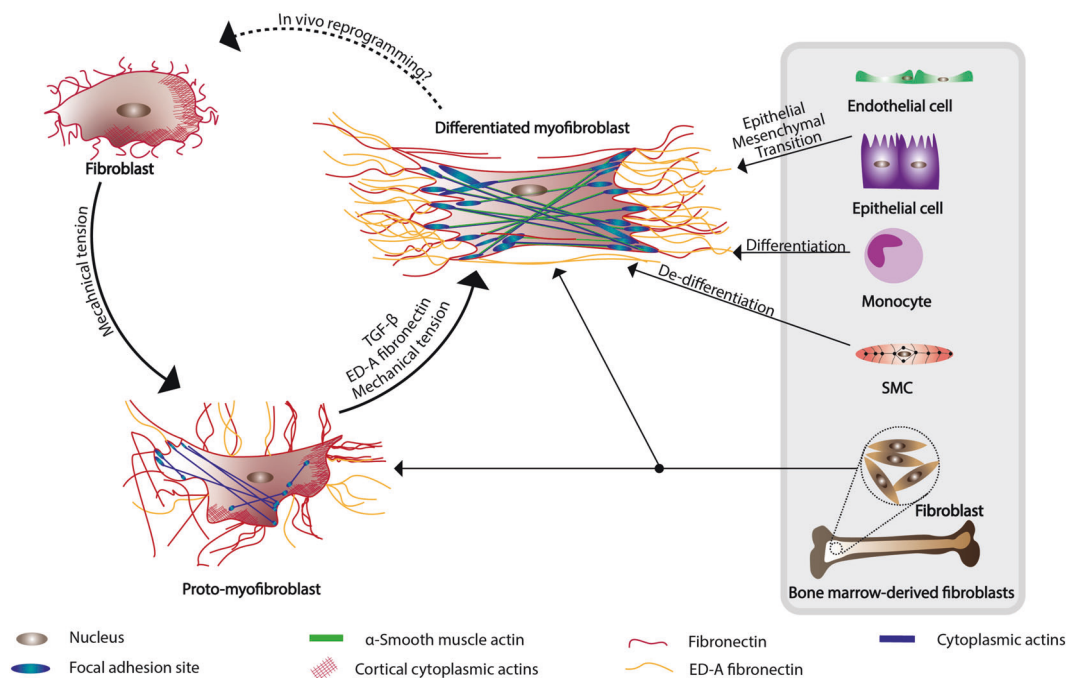 In vivo reprogramming?
Fibroblast
Mecahnical tension
Differentiated myofibroblast
TGF-β
ED-A fibronectin
Mechanical tension
Proto-myofibroblast
Epithelial
Mesenchymal
Transition
Differentiation
De-differentiation
Endothelial cell
Epithelial cell
Monocyte
SMC
Fibroblast
Bone marrow-derived fibroblasts
Nucleus
α-Smooth muscle actin
Fibronectin
Cytoplasmic actins
Focal adhesion site
Cortical cytoplasmic actins
ED-A fibronectin